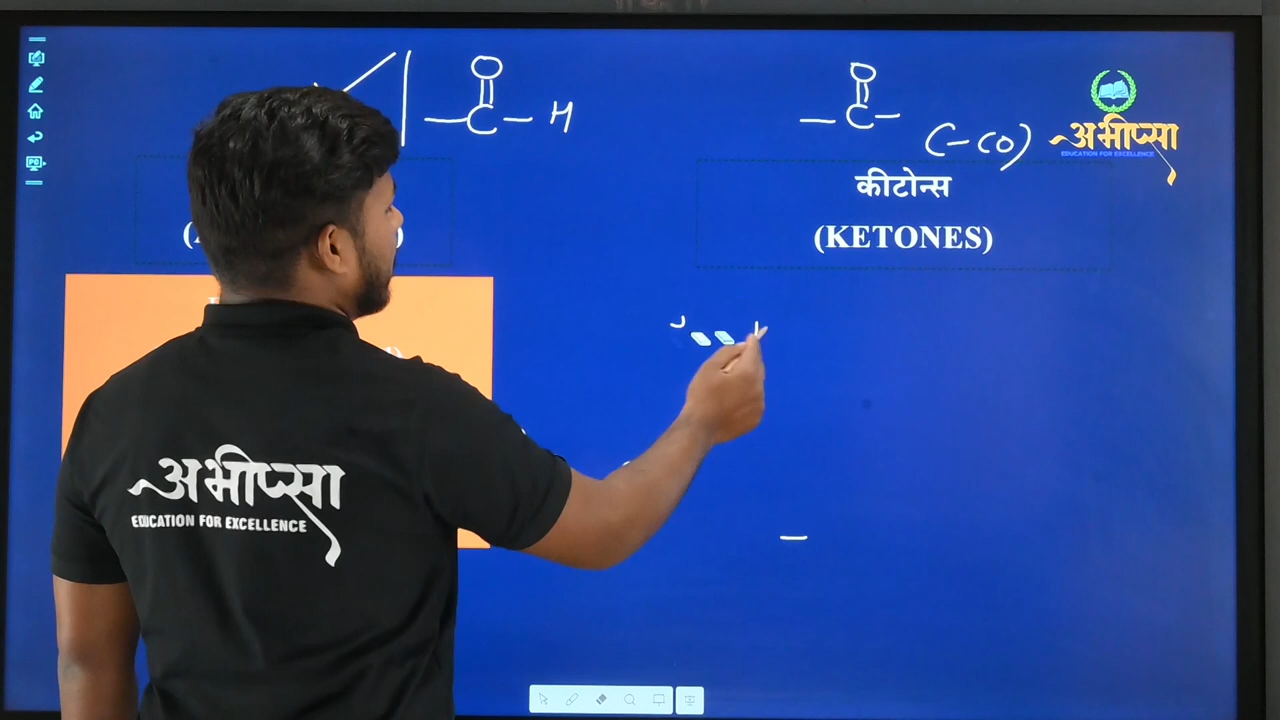 O
C
H
O
C
(C-CO)
अभीप्सा
EDUCATION FOR EXCELLENCE
कीटोन्स
(KETONES)
अभीप्सा
EDUCATION FOR EXCELLENCE